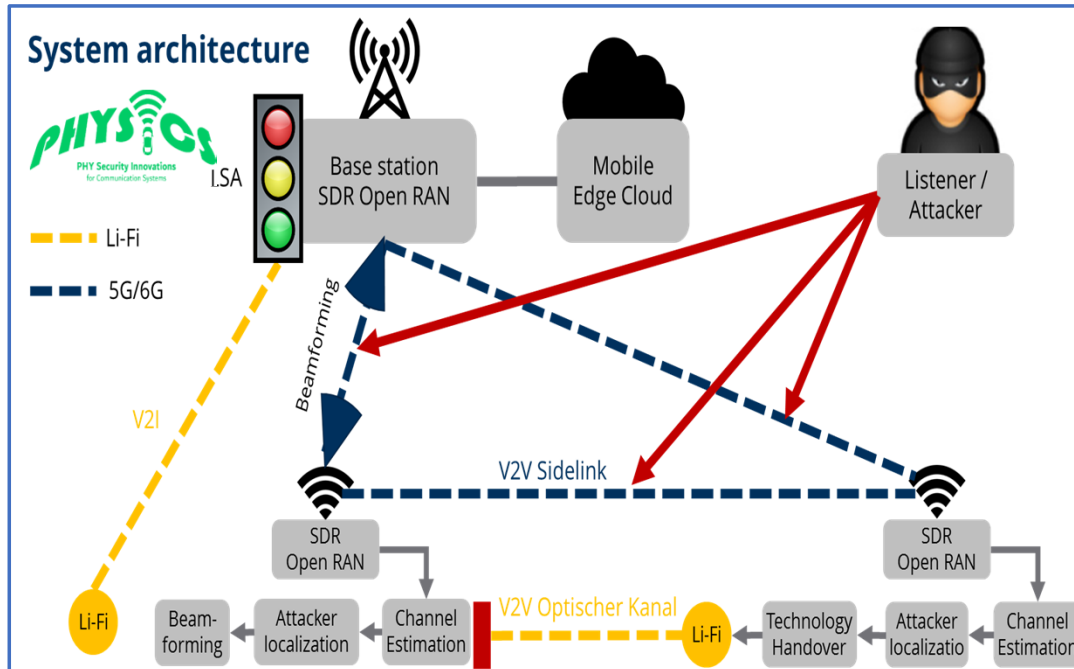 System architecture
PHYSICS
PHY Security Innovations
for Communication Systems
LSA
Base station
SDR Open RAN
Mobile
Edge Cloud
Listener /
Attacker
Li-Fi
5G/6G
Beamforming
V2I
V2V Sidelink
SDR
Open RAN
SDR
Open RAN
Li-Fi
Beam-
forming
Attacker
localization
Channel
Estimation
V2V Optischer Kanal
Li-Fi
Technology
Handover
Attacker
localizatio
Channel
Estimation